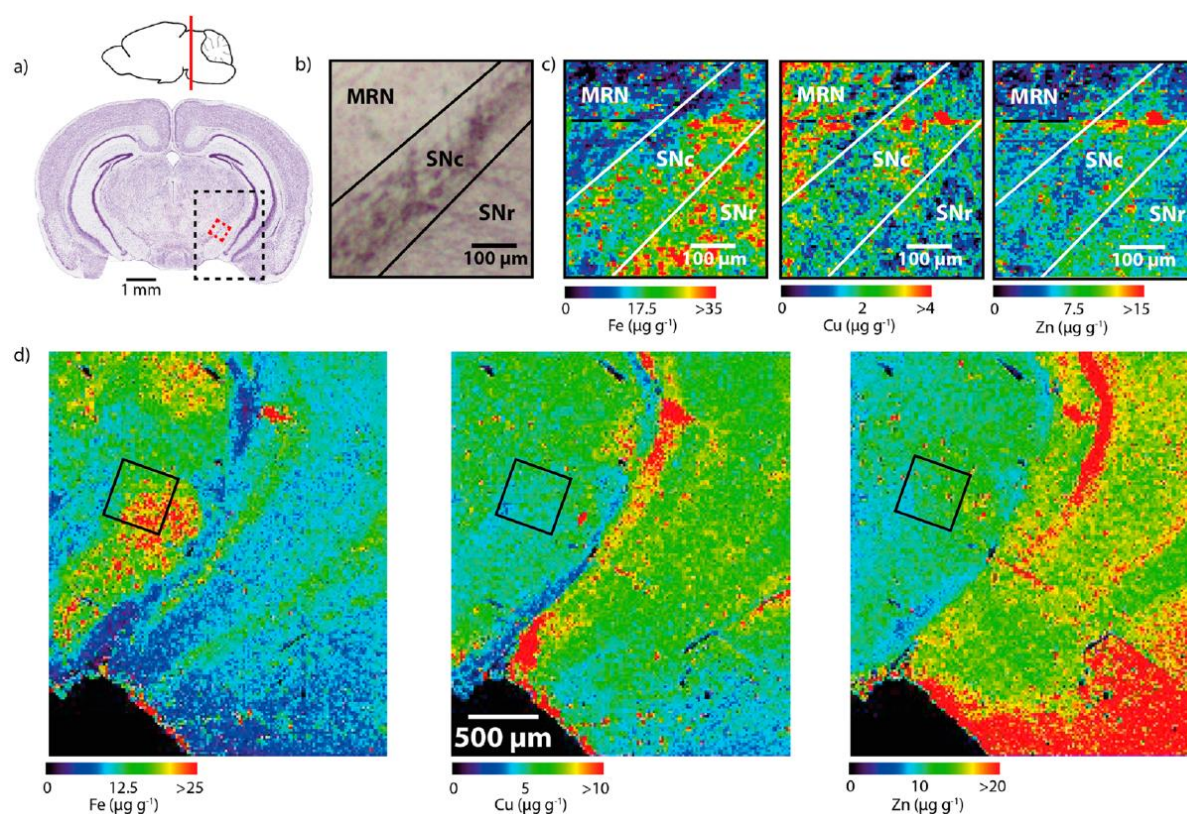 a)
1 mm
b)
MRN
SNc
SNr
100 µm
c)
MRN
SNc
SNr
100 µm
0 17.5 >35
Fe (µg g⁻¹)
MRN
SNc
SNr
100 µm
0 2 >4
Cu (µg g⁻¹)
MRN
SNc
SNr
100 µm
0 7.5 >15
Zn (µg g⁻¹)
d)
0 12.5 >25
Fe (µg g⁻¹)
500 µm
0 5 >10
Cu (µg g⁻¹)
0 10 >20
Zn (µg g⁻¹)